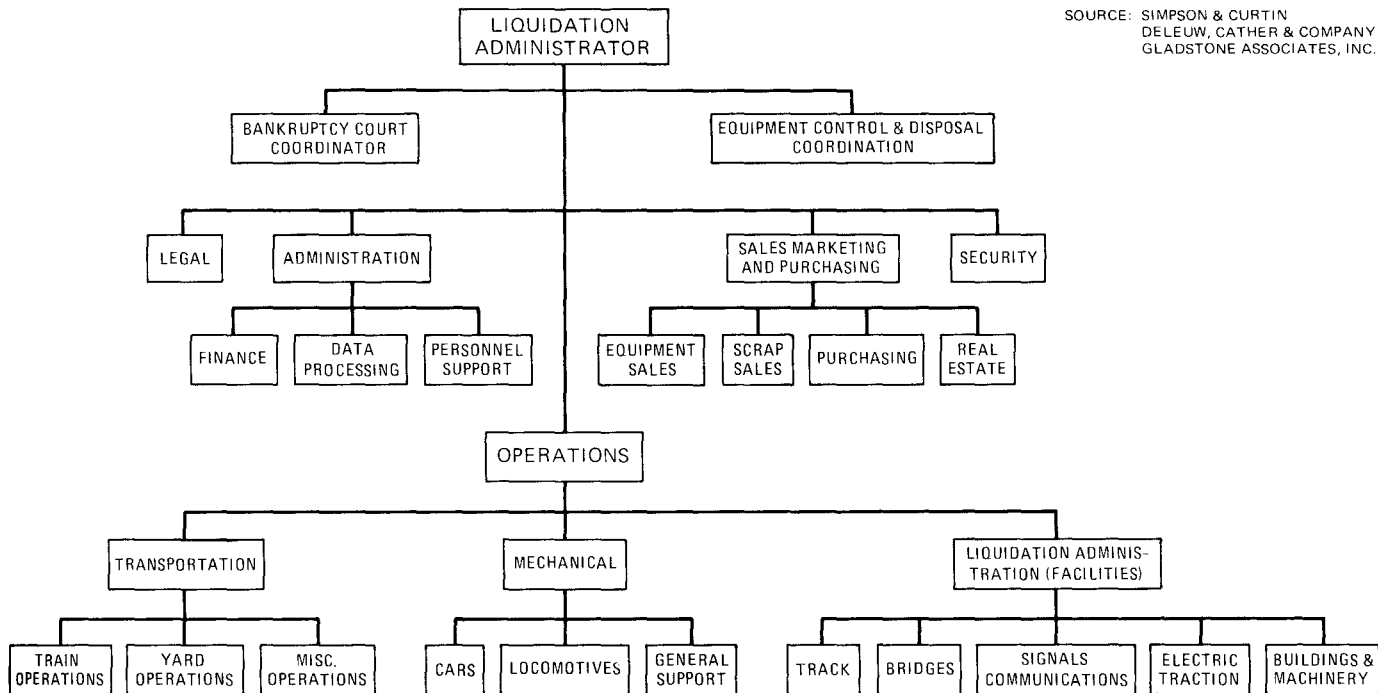 LIQUIDATION
ADMINISTRATOR
SOURCE: SIMPSON & CURTIN
DELEUW, CATHER & COMPANY
GLADSTONE ASSOCIATES, INC.
BANKRUPTCY COURT
COORDINATOR
EQUIPMENT CONTROL & DISPOSAL
COORDINATION
LEGAL
ADMINISTRATION
SALES MARKETING
AND PURCHASING
SECURITY
FINANCE
DATA
PROCESSING
PERSONNEL
SUPPORT
EQUIPMENT
SALES
SCRAP
SALES
PURCHASING
REAL
ESTATE
OPERATIONS
TRANSPORTATION
MECHANICAL
LIQUIDATION ADMINIS-
TRATION (FACILITIES)
TRAIN
OPERATIONS
YARD
OPERATIONS
MISC.
OPERATIONS
CARS
LOCOMOTIVES
GENERAL
SUPPORT
TRACK
BRIDGES
SIGNALS
COMMUNICATIONS
ELECTRIC
TRACTION
BUILDINGS &
MACHINERY